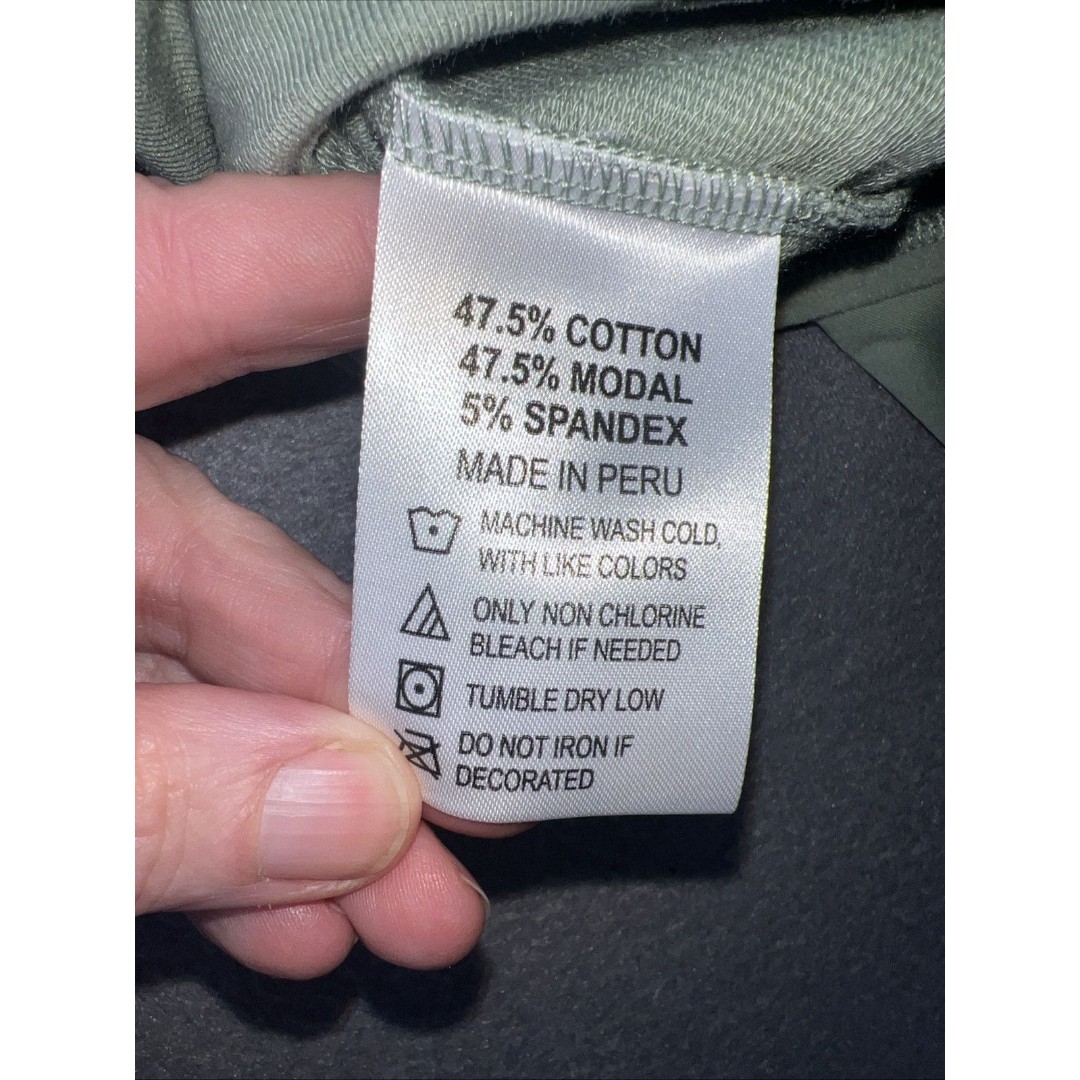 47.5% COTTON
47.5% MODAL
5% SPANDEX
MADE IN PERU
MACHINE WASH COLD,
WITH LIKE COLORS
ONLY NON CHLORINE
BLEACH IF NEEDED
TUMBLE DRY LOW
DO NOT IRON IF
DECORATED